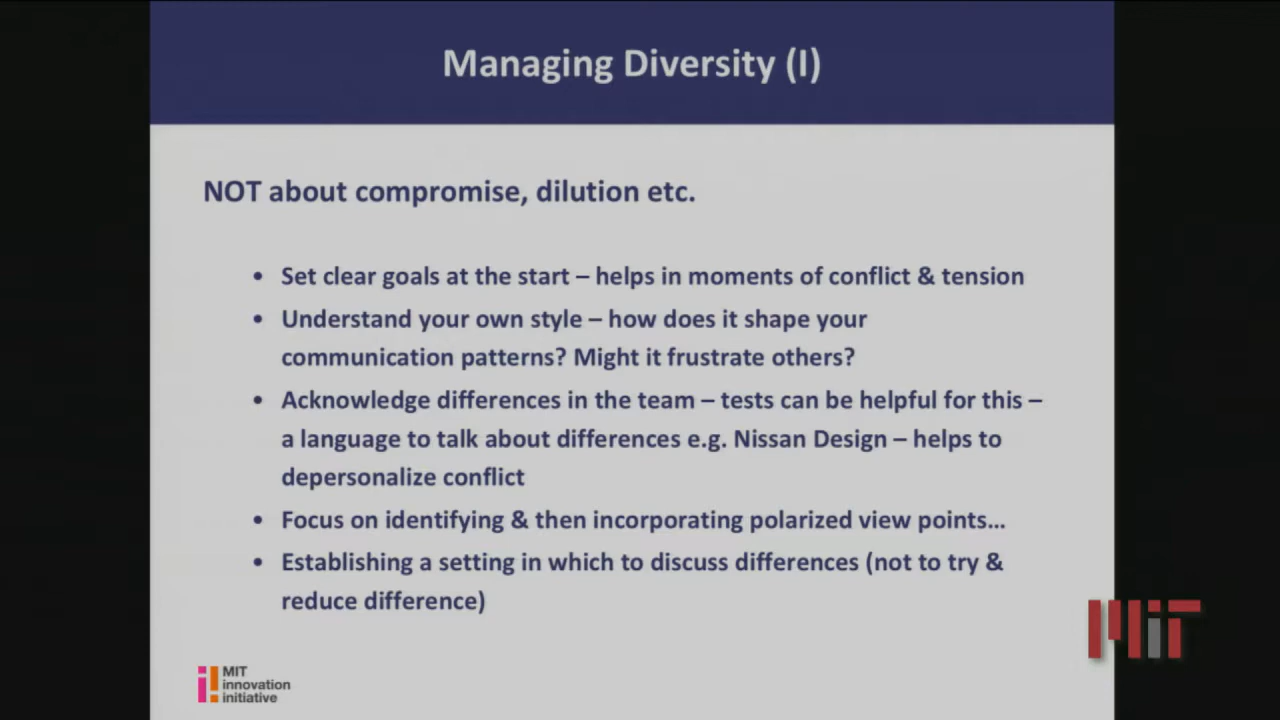 Managing Diversity (I)
NOT about compromise, dilution etc.
• Set clear goals at the start – helps in moments of conflict & tension
• Understand your own style – how does it shape your
communication patterns? Might it frustrate others?
• Acknowledge differences in the team – tests can be helpful for this –
a language to talk about differences e.g. Nissan Design – helps to
depersonalize conflict
• Focus on identifying & then incorporating polarized view points…
• Establishing a setting in which to discuss differences (not to try &
reduce difference)
MIT
innovation
initiative
MIT